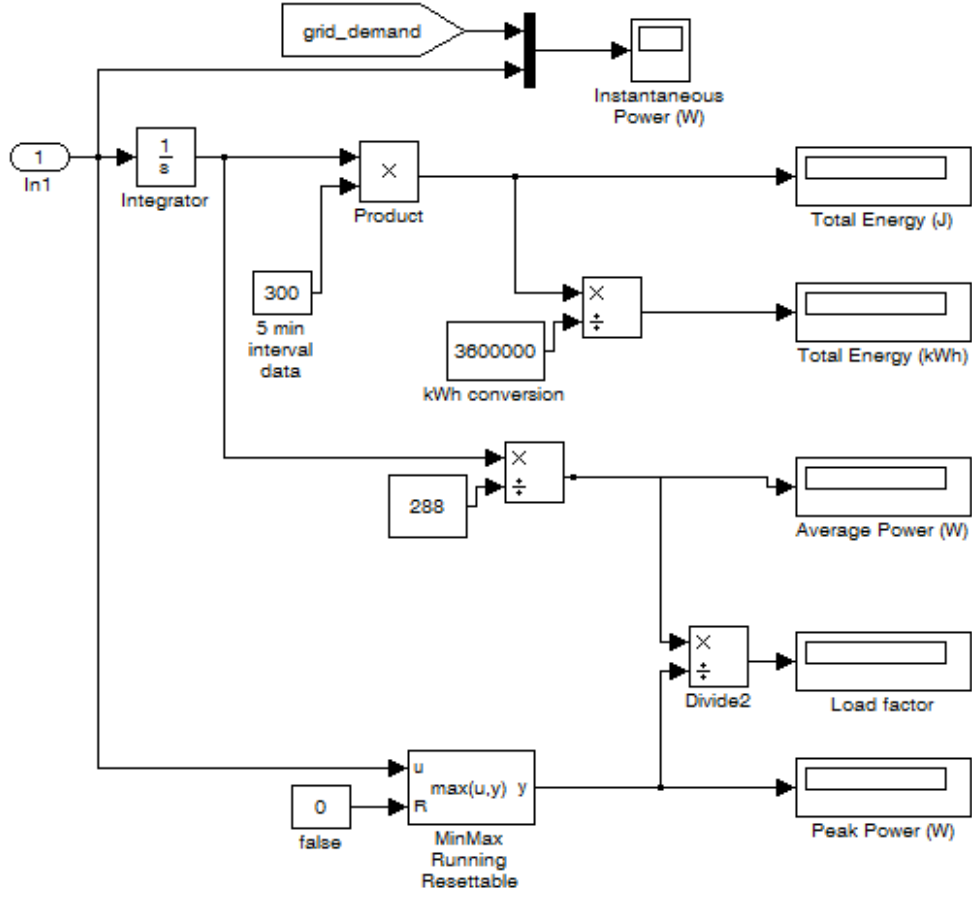 grid_demand
Instantaneous
Power (W)
1
In1
1
s
Integrator
×
Product
Total Energy (J)
300
5 min
interval
data
×
÷
3600000
kWh conversion
Total Energy (kWh)
×
÷
288
Average Power (W)
×
÷
Divide2
Load factor
u
max(u,y) y
R
0
false
MinMax
Running
Resettable
Peak Power (W)